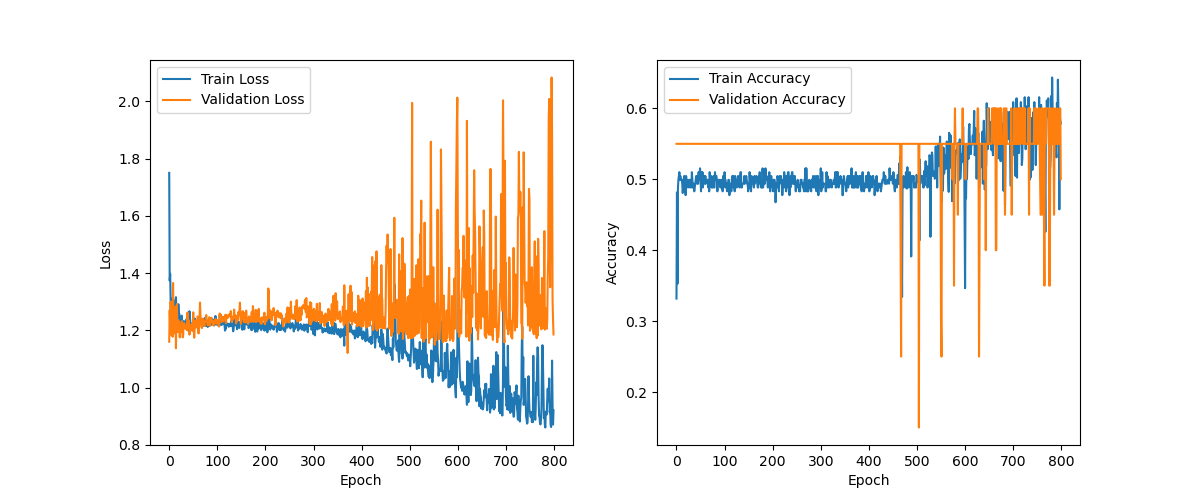 Train Loss
Validation Loss
2.0
1.8
1.6
1.4
1.2
1.0
0.8
Loss
0 100 200 300 400 500 600 700 800
Epoch
Train Accuracy
Validation Accuracy
0.6
0.5
0.4
0.3
0.2
Accuracy
0 100 200 300 400 500 600 700 800
Epoch